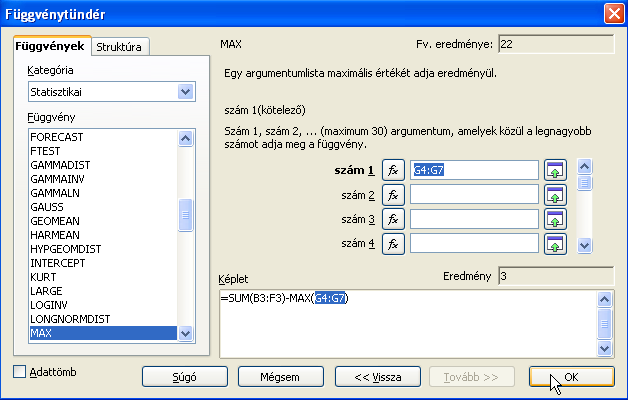 Függvénytündér
Függvények
Struktúra
Kategória
Statisztikai
Függvény
FORECAST
FTEST
GAMMADIST
GAMMAINV
GAMMALN
GAUSS
GEOMEAN
HARMEAN
HYPGEOMDIST
INTERCEPT
KURT
LARGE
LOGINV
LONGNORMDIST
MAX
MAX
Fv. eredménye: 22
Egy argumentumlista maximális értékét adja eredményül.
szám 1(kötelező)
Szám 1, szám 2, ... (maximum 30) argumentum, amelyek közül a legnagyobb
számot adja meg a függvény.
szám 1 fx G4:G7
szám 2 fx
szám 3 fx
szám 4 fx
Képlet
Eredmény 3
=SUM(B3:F3)-MAX(G4:G7)
Adattömb
Súgó
Mégsem
<< Vissza
Tovább >>
OK